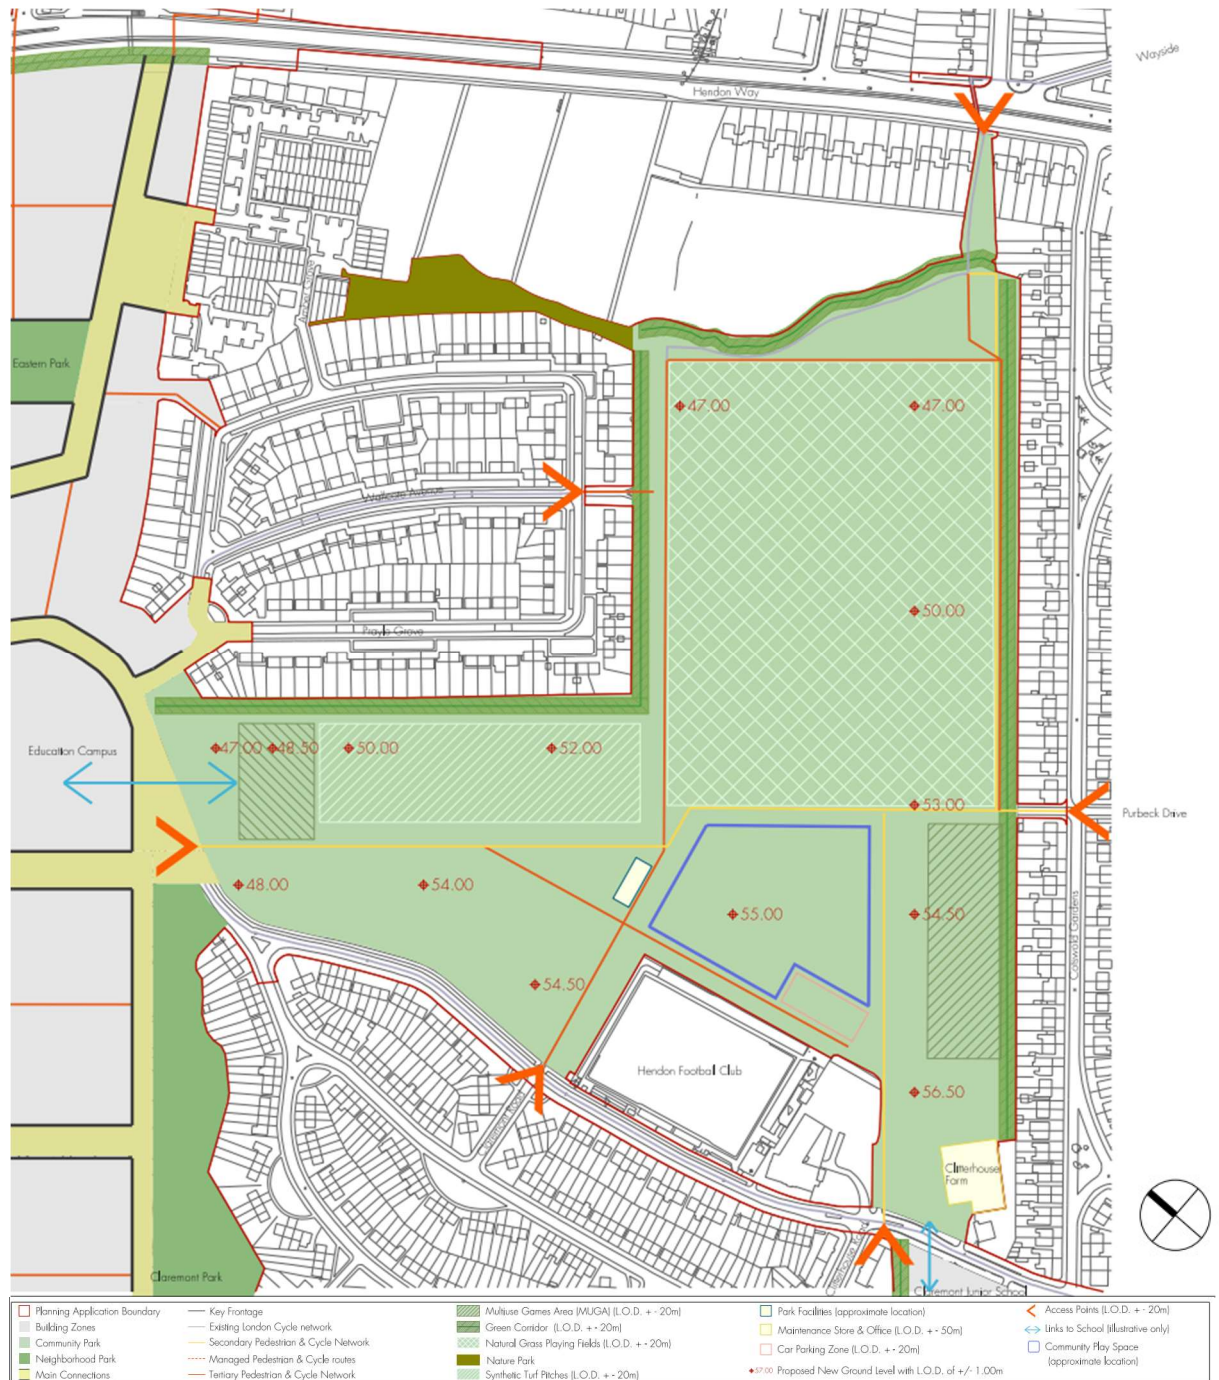 Wayside
Hendon Way
Eastern Park
47.00
47.00
Prayle Grove
50.00
Education Campus
47.00
48.50
50.00
52.00
53.00
Purbeck Drive
48.00
54.00
55.00
54.50
54.50
Cotswold Gardens
Hendon Football Club
56.50
Claremont Road
Clitterhouse
Farm
Clitterhouse Road
Claremont Park
Claremont Junior School
Planning Application Boundary
Building Zones
Community Park
Neighborhood Park
Main Connections
Key Frontage
Existing London Cycle network
Secondary Pedestrian & Cycle Network
Managed Pedestrian & Cycle routes
Tertiary Pedestrian & Cycle Network
Multiuse Games Area (MUGA) (L.O.D. + - 20m)
Green Corridor (L.O.D. + - 20m)
Natural Grass Playing Fields (L.O.D. + - 20m)
Nature Park
Synthetic Turf Pitches (L.O.D. + - 20m)
Park Facilities (approximate location)
Maintenance Store & Office (L.O.D. + - 50m)
Car Parking Zone (L.O.D. + - 20m)
57.00 Proposed New Ground Level with L.O.D. of +/- 1.00m
Access Points (L.O.D. + - 20m)
Links to School (illustrative only)
Community Play Space
(approximate location)